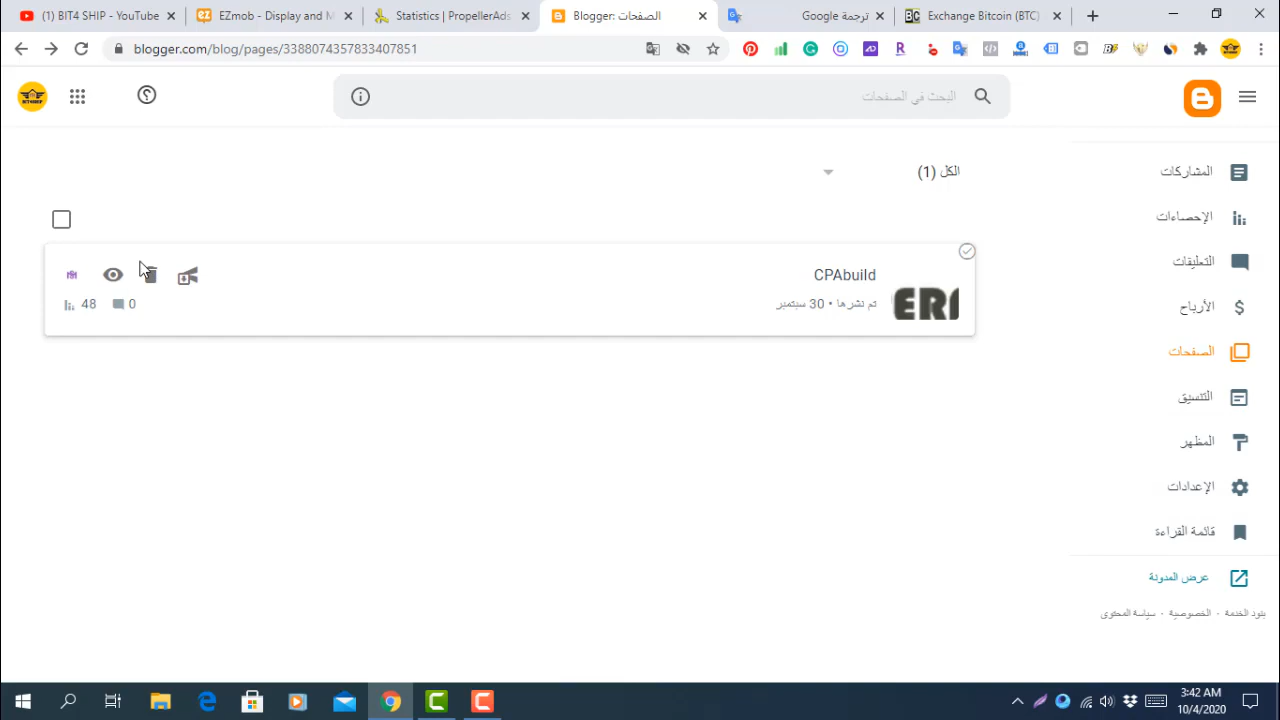 BIT4 SHIP - YouTube
EZmob - Display and M
Statistics | PropellerAds
Blogger: الصفحات
ترجمة Google
Exchange Bitcoin (BTC)
blogger.com/blog/pages/3388074357833407851
البحث في الصفحات
الكل (1)
CPAbuild
تم نشرها • 30 سبتمبر
48
0
ERI
المشاركات
الإحصاءات
التعليقات
الأرباح
الصفحات
التنسيق
المظهر
الإعدادات
قائمة القراءة
عرض المدونة
بنود الخدمة · الخصوصية · سياسة المحتوى
3:42 AM
10/4/2020